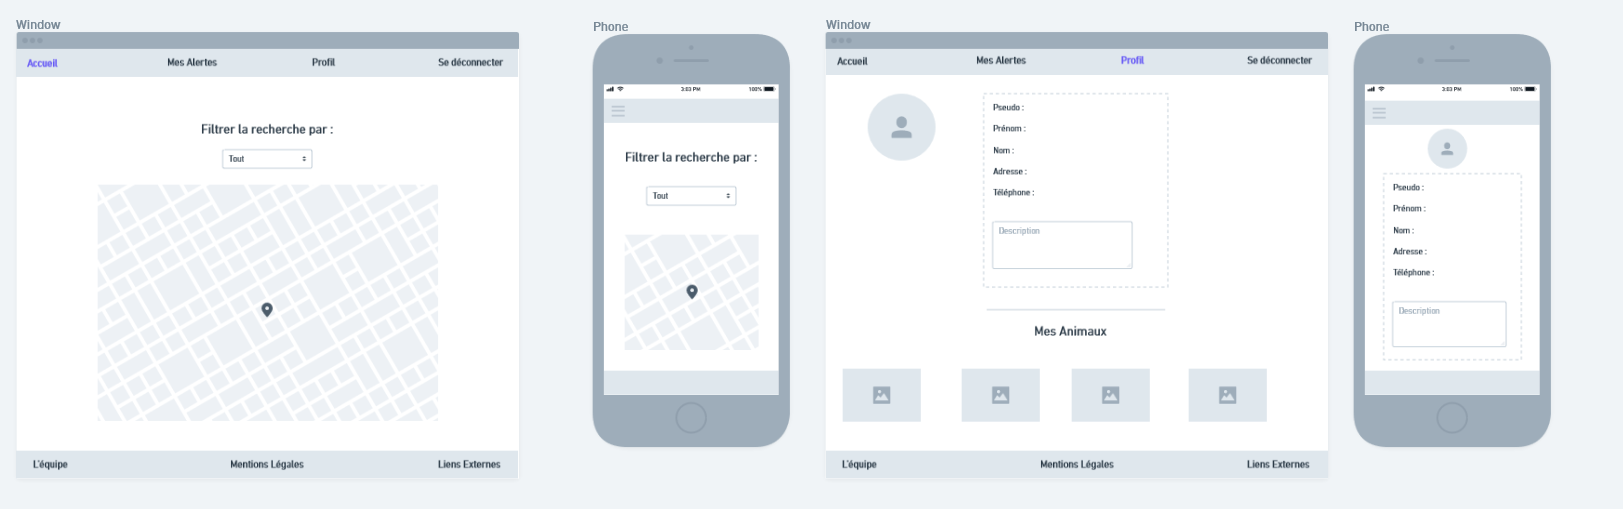 Window
Accueil Mes Alertes Profil Se déconnecter
Filtrer la recherche par :
Tout
L'équipe Mentions Légales Liens Externes
Phone
3:03 PM 100%
Filtrer la recherche par :
Tout
Window
Accueil Mes Alertes Profil Se déconnecter
Pseudo :
Prénom :
Nom :
Adresse :
Téléphone :
Description
Mes Animaux
L'équipe Mentions Légales Liens Externes
Phone
3:03 PM 100%
Pseudo :
Prénom :
Nom :
Adresse :
Téléphone :
Description